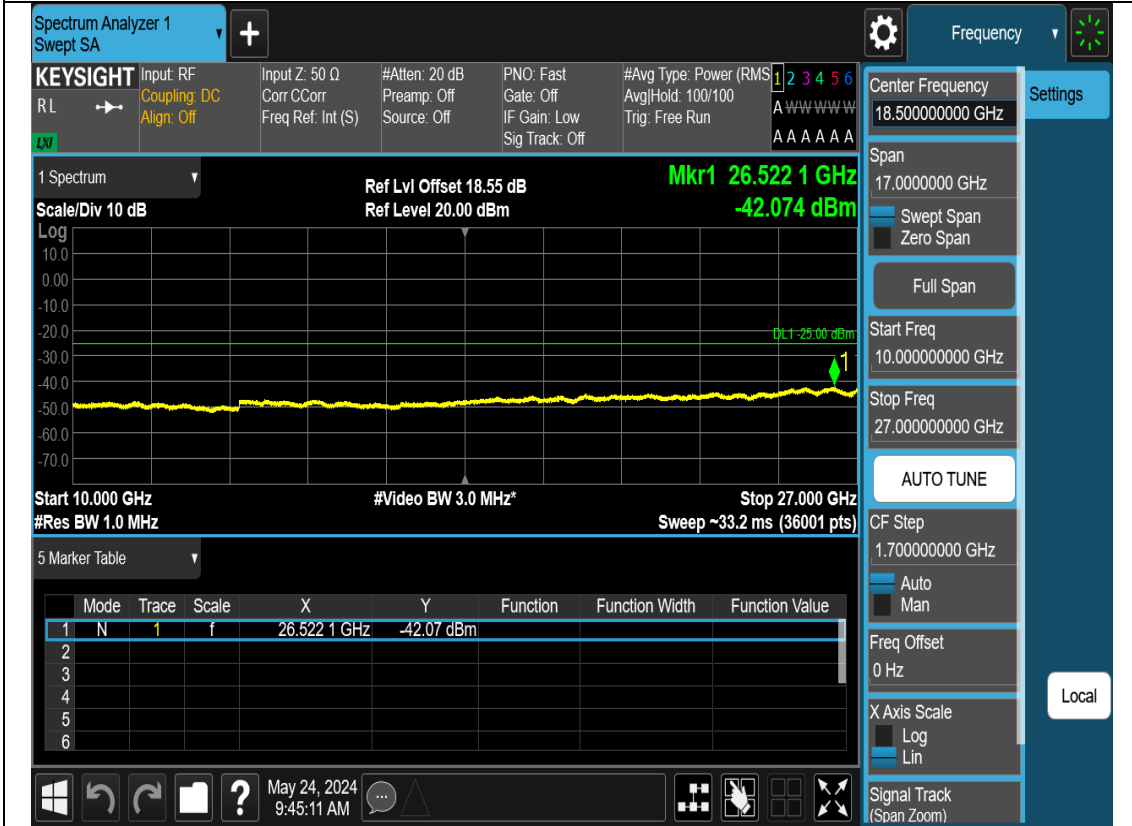 Spectrum Analyzer 1
Swept SA
+
Frequency
KEYSIGHT
RL
LXI
Input: RF
Coupling: DC
Align: Off
Input Z: 50 Ω
Corr CCorr
Freq Ref: Int (S)
#Atten: 20 dB
Preamp: Off
Source: Off
PNO: Fast
Gate: Off
IF Gain: Low
Sig Track: Off
#Avg Type: Power (RMS
Avg|Hold: 100/100
Trig: Free Run
1 2 3 4 5 6
A W W W W W
A A A A A A
1 Spectrum
Scale/Div 10 dB
Ref Lvl Offset 18.55 dB
Ref Level 20.00 dBm
Mkr1 26.522 1 GHz
-42.074 dBm
Log
10.0
0.00
-10.0
-20.0
-30.0
-40.0
-50.0
-60.0
-70.0
DL1 -25.00 dBm
1
Start 10.000 GHz
#Res BW 1.0 MHz
#Video BW 3.0 MHz*
Stop 27.000 GHz
Sweep ~33.2 ms (36001 pts)
5 Marker Table
Mode Trace Scale X Y Function Function Width Function Value
1 N 1 f 26.522 1 GHz -42.07 dBm
2
3
4
5
6
Center Frequency
18.500000000 GHz
Span
17.0000000 GHz
Swept Span
Zero Span
Full Span
Start Freq
10.000000000 GHz
Stop Freq
27.000000000 GHz
AUTO TUNE
CF Step
1.700000000 GHz
Auto
Man
Freq Offset
0 Hz
X Axis Scale
Log
Lin
Signal Track
(Span Zoom)
Settings
Local
?
May 24, 2024
9:45:11 AM